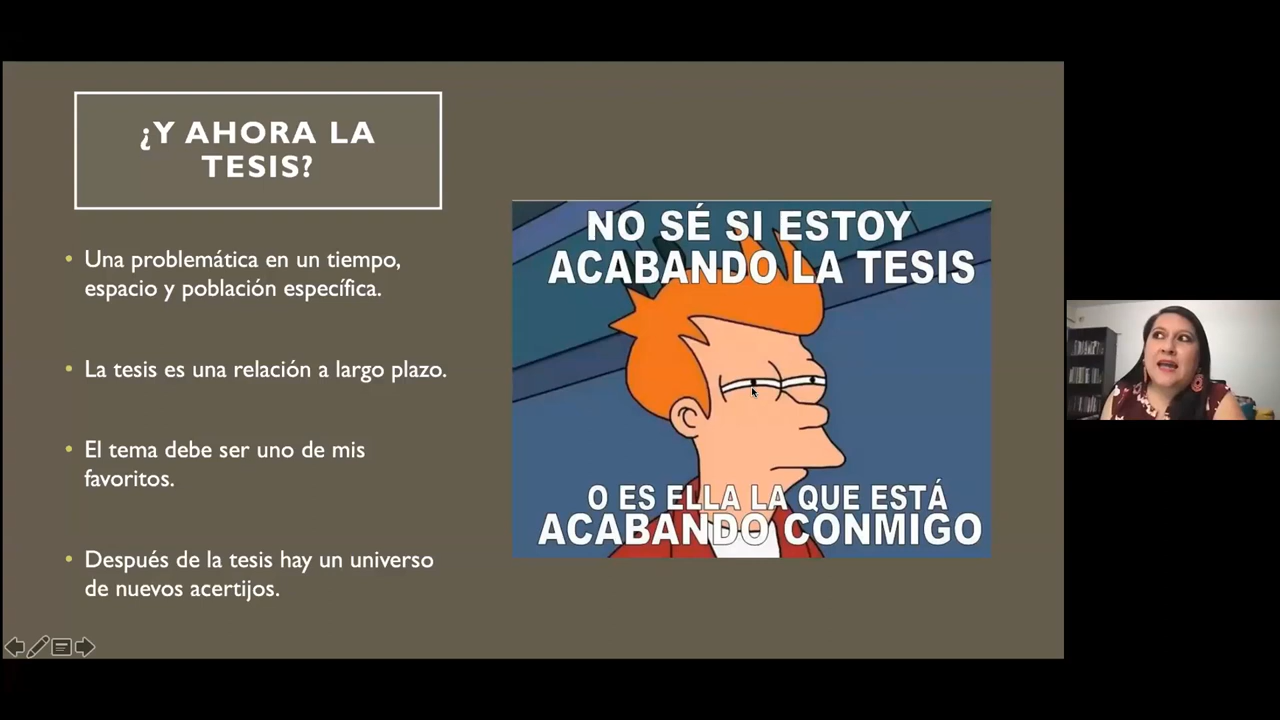 ¿Y AHORA LA
TESIS?
• Una problemática en un tiempo,
espacio y población específica.
• La tesis es una relación a largo plazo.
• El tema debe ser uno de mis
favoritos.
• Después de la tesis hay un universo
de nuevos acertijos.
NO SÉ SI ESTOY
ACABANDO LA TESIS
O ES ELLA LA QUE ESTÁ
ACABANDO CONMIGO